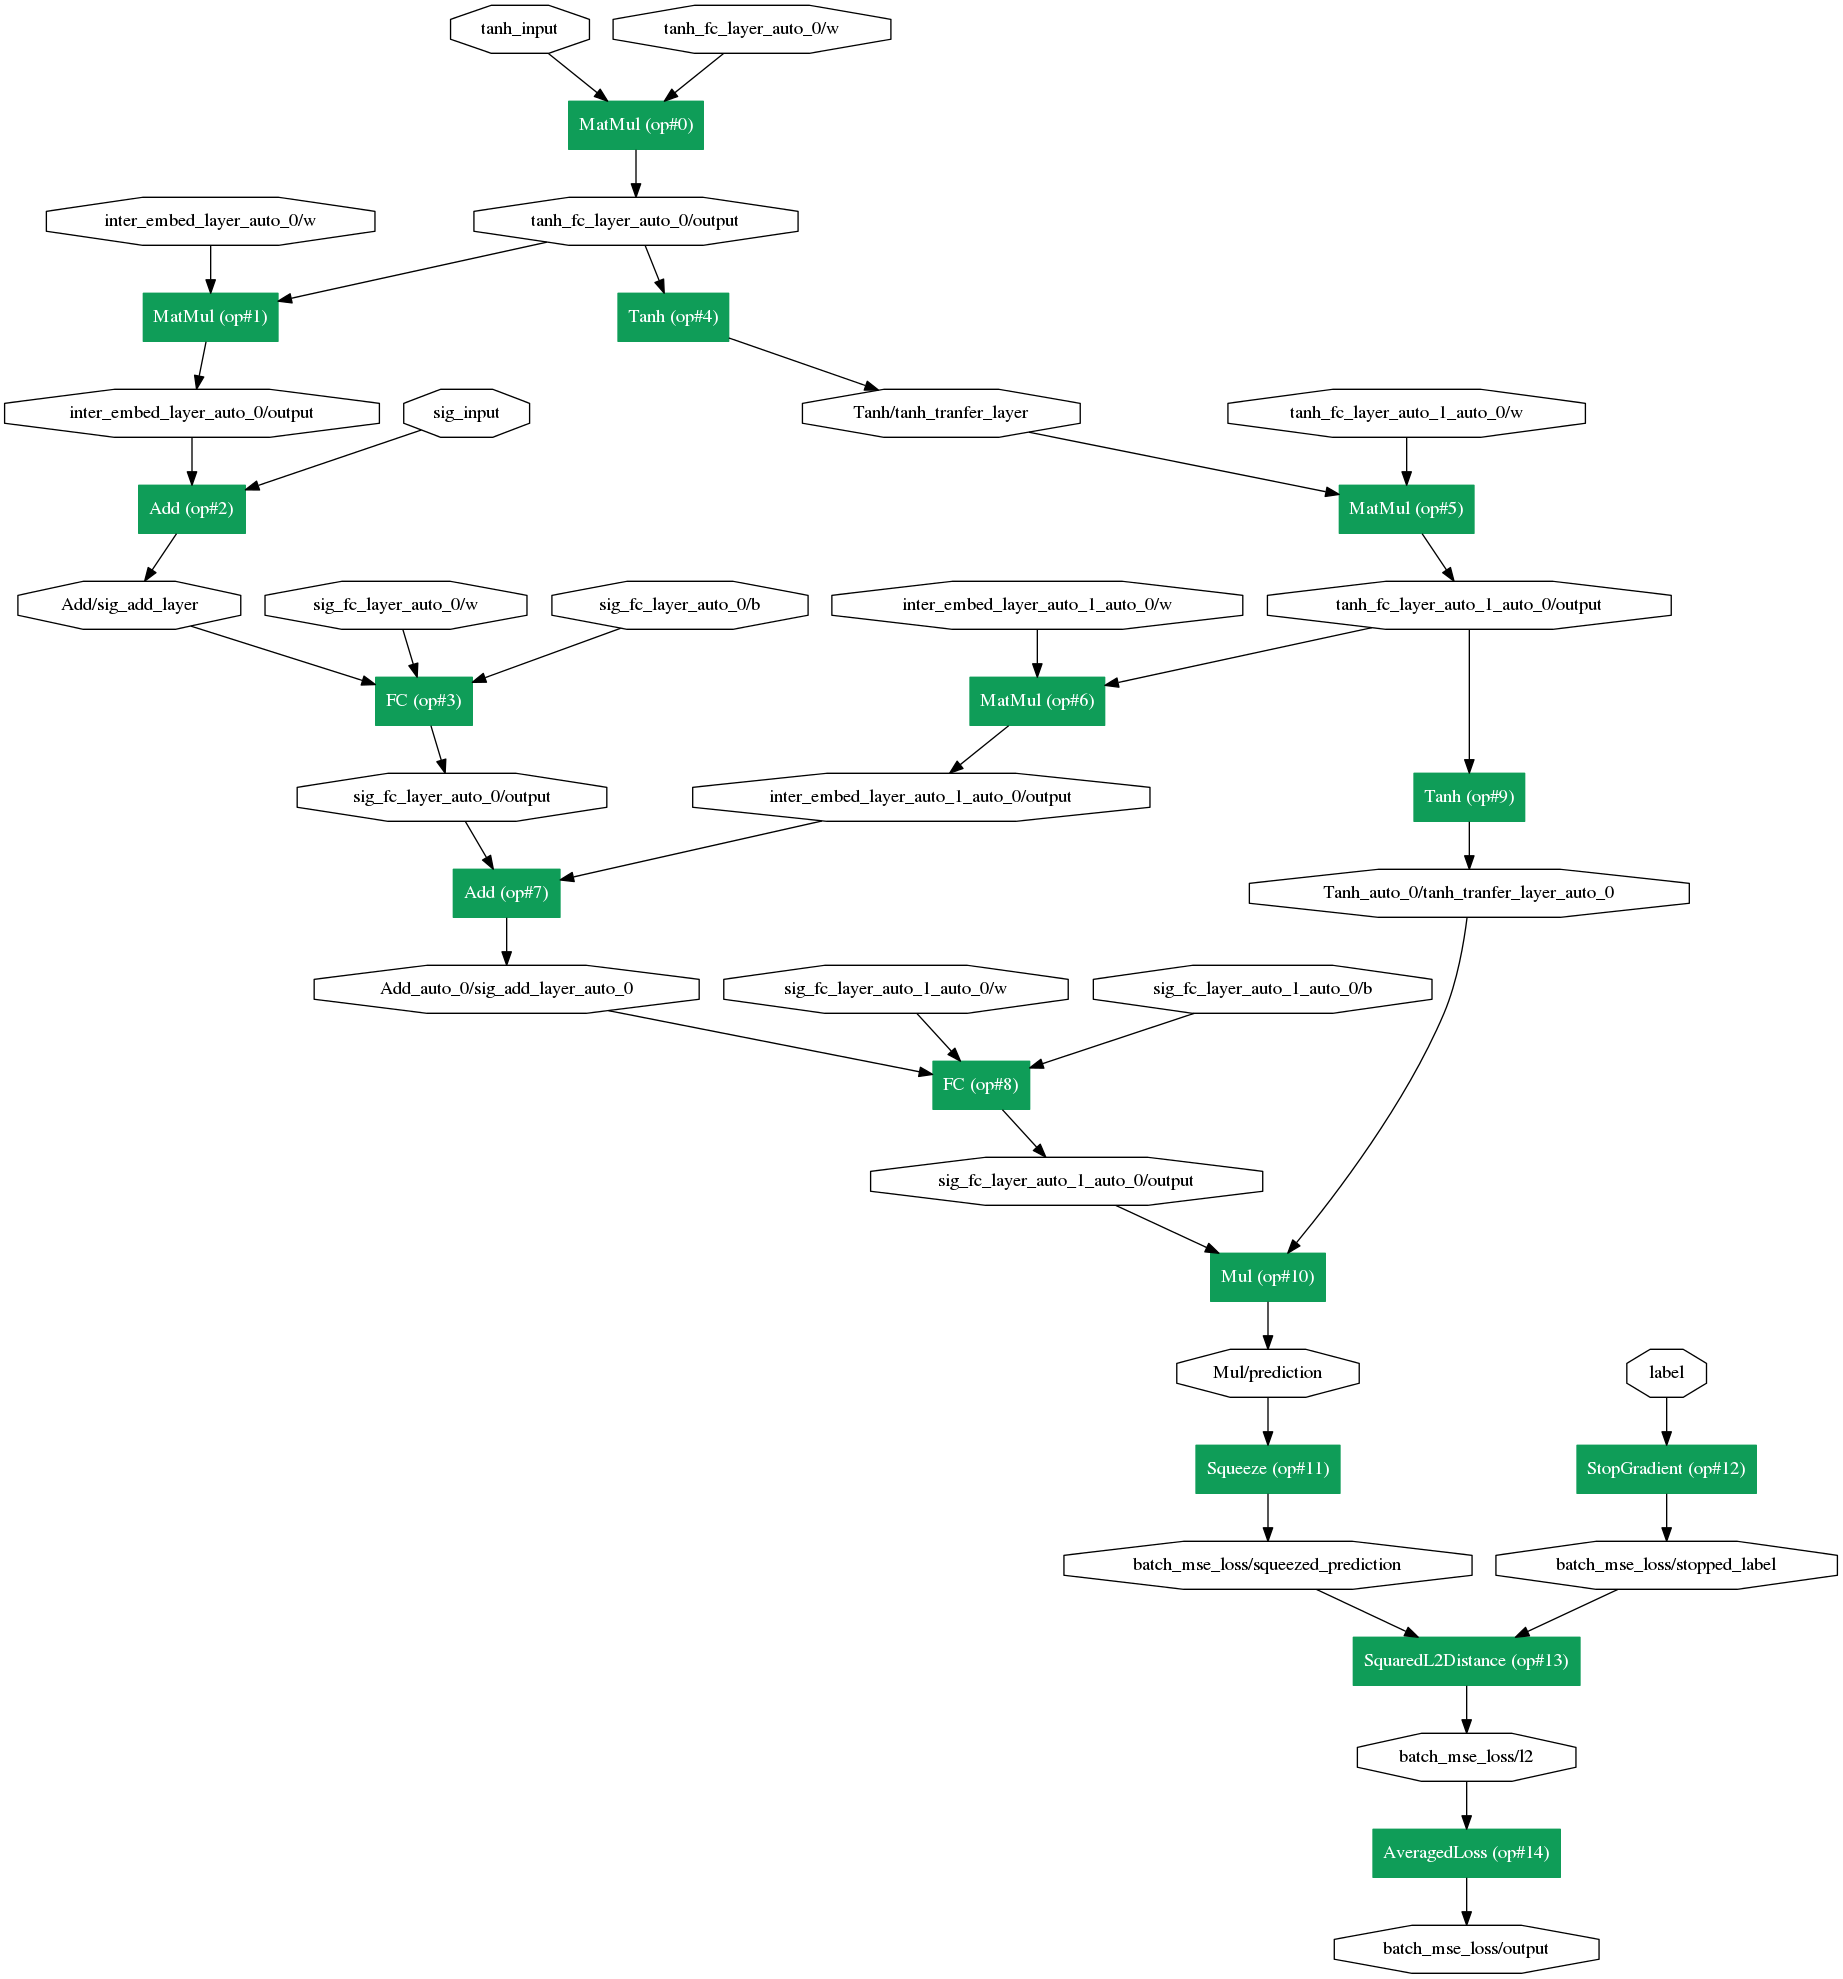 tanh_input
tanh_fc_layer_auto_0/w
MatMul (op#0)
inter_embed_layer_auto_0/w
tanh_fc_layer_auto_0/output
MatMul (op#1)
Tanh (op#4)
inter_embed_layer_auto_0/output
sig_input
Tanh/tanh_tranfer_layer
tanh_fc_layer_auto_1_auto_0/w
Add (op#2)
MatMul (op#5)
Add/sig_add_layer
sig_fc_layer_auto_0/w
sig_fc_layer_auto_0/b
inter_embed_layer_auto_1_auto_0/w
tanh_fc_layer_auto_1_auto_0/output
FC (op#3)
MatMul (op#6)
sig_fc_layer_auto_0/output
inter_embed_layer_auto_1_auto_0/output
Tanh (op#9)
Add (op#7)
Tanh_auto_0/tanh_tranfer_layer_auto_0
Add_auto_0/sig_add_layer_auto_0
sig_fc_layer_auto_1_auto_0/w
sig_fc_layer_auto_1_auto_0/b
FC (op#8)
sig_fc_layer_auto_1_auto_0/output
Mul (op#10)
Mul/prediction
label
Squeeze (op#11)
StopGradient (op#12)
batch_mse_loss/squeezed_prediction
batch_mse_loss/stopped_label
SquaredL2Distance (op#13)
batch_mse_loss/l2
AveragedLoss (op#14)
batch_mse_loss/output